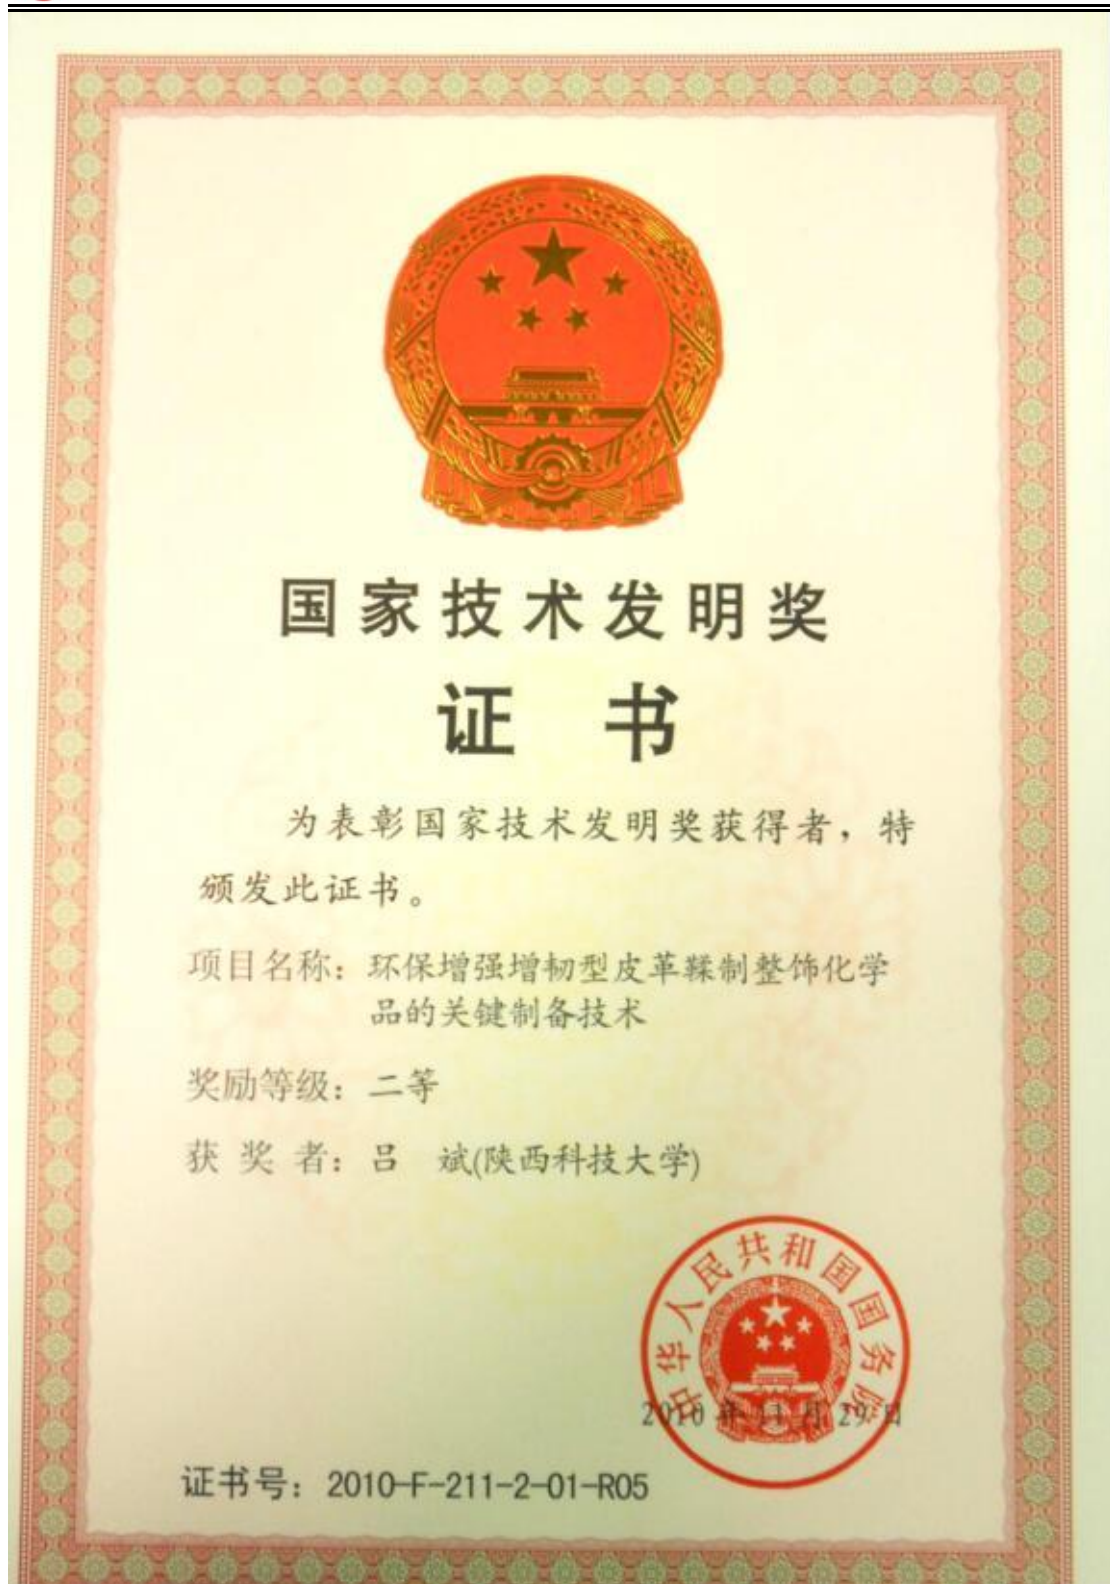 国家技术发明奖
证 书
为表彰国家技术发明奖获得者，特
颁发此证书。
项目名称：环保增强增韧型皮革鞣制整饰化学
品的关键制备技术
奖励等级：二等
获 奖 者：吕 斌(陕西科技大学)
中华人民共和国国务院
2010年11月29日
证书号：2010-F-211-2-01-R05